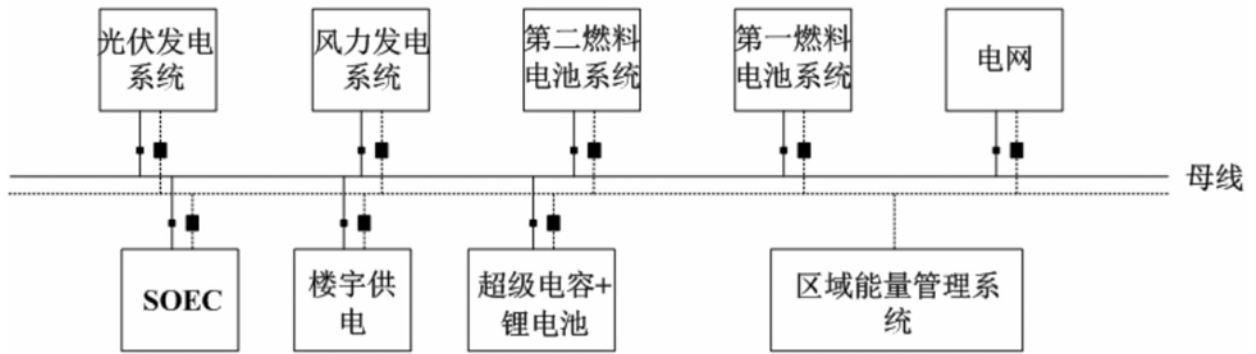 光伏发电
系统
风力发电
系统
第二燃料
电池系统
第一燃料
电池系统
电网
母线
SOEC
楼宇供
电
超级电容+
锂电池
区域能量管理系
统